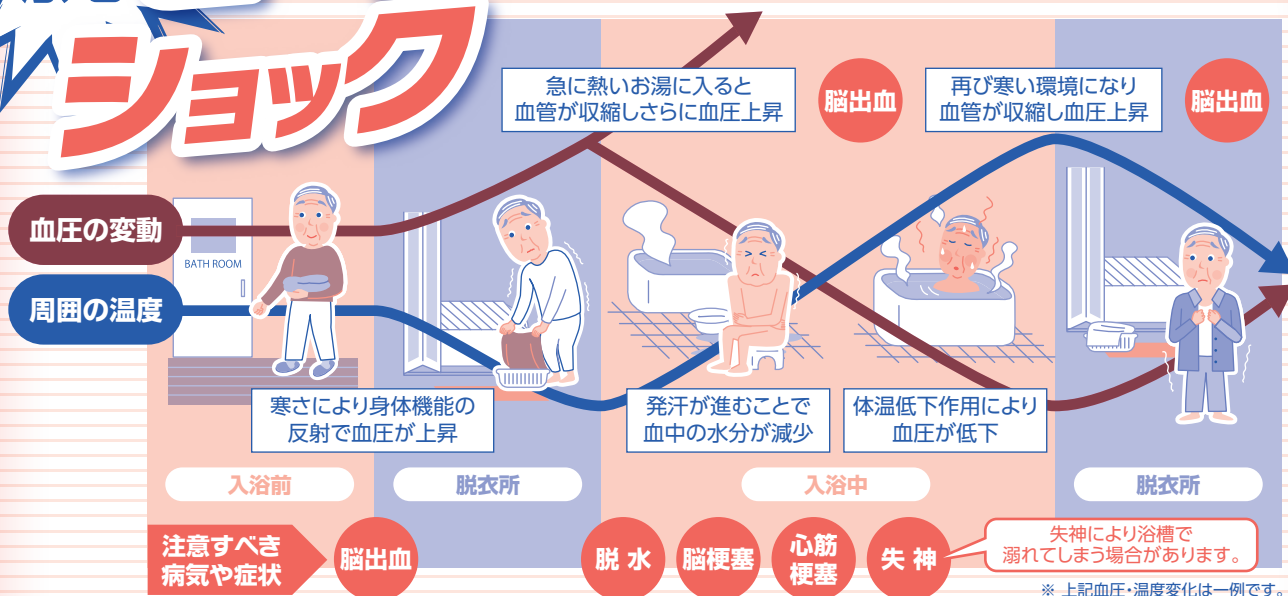 ショック
急に熱いお湯に入ると
血管が収縮しさらに血圧上昇
脳出血
再び寒い環境になり
血管が収縮し血圧上昇
脳出血
血圧の変動
周囲の温度
BATH ROOM
寒さにより身体機能の
反射で血圧が上昇
発汗が進むことで
血中の水分が減少
体温低下作用により
血圧が低下
入浴前
脱衣所
入浴中
脱衣所
注意すべき
病気や症状
脳出血
脱水
脳梗塞
心筋
梗塞
失神
失神により浴槽で
溺れてしまう場合があります。
※ 上記血圧・温度変化は一例です。